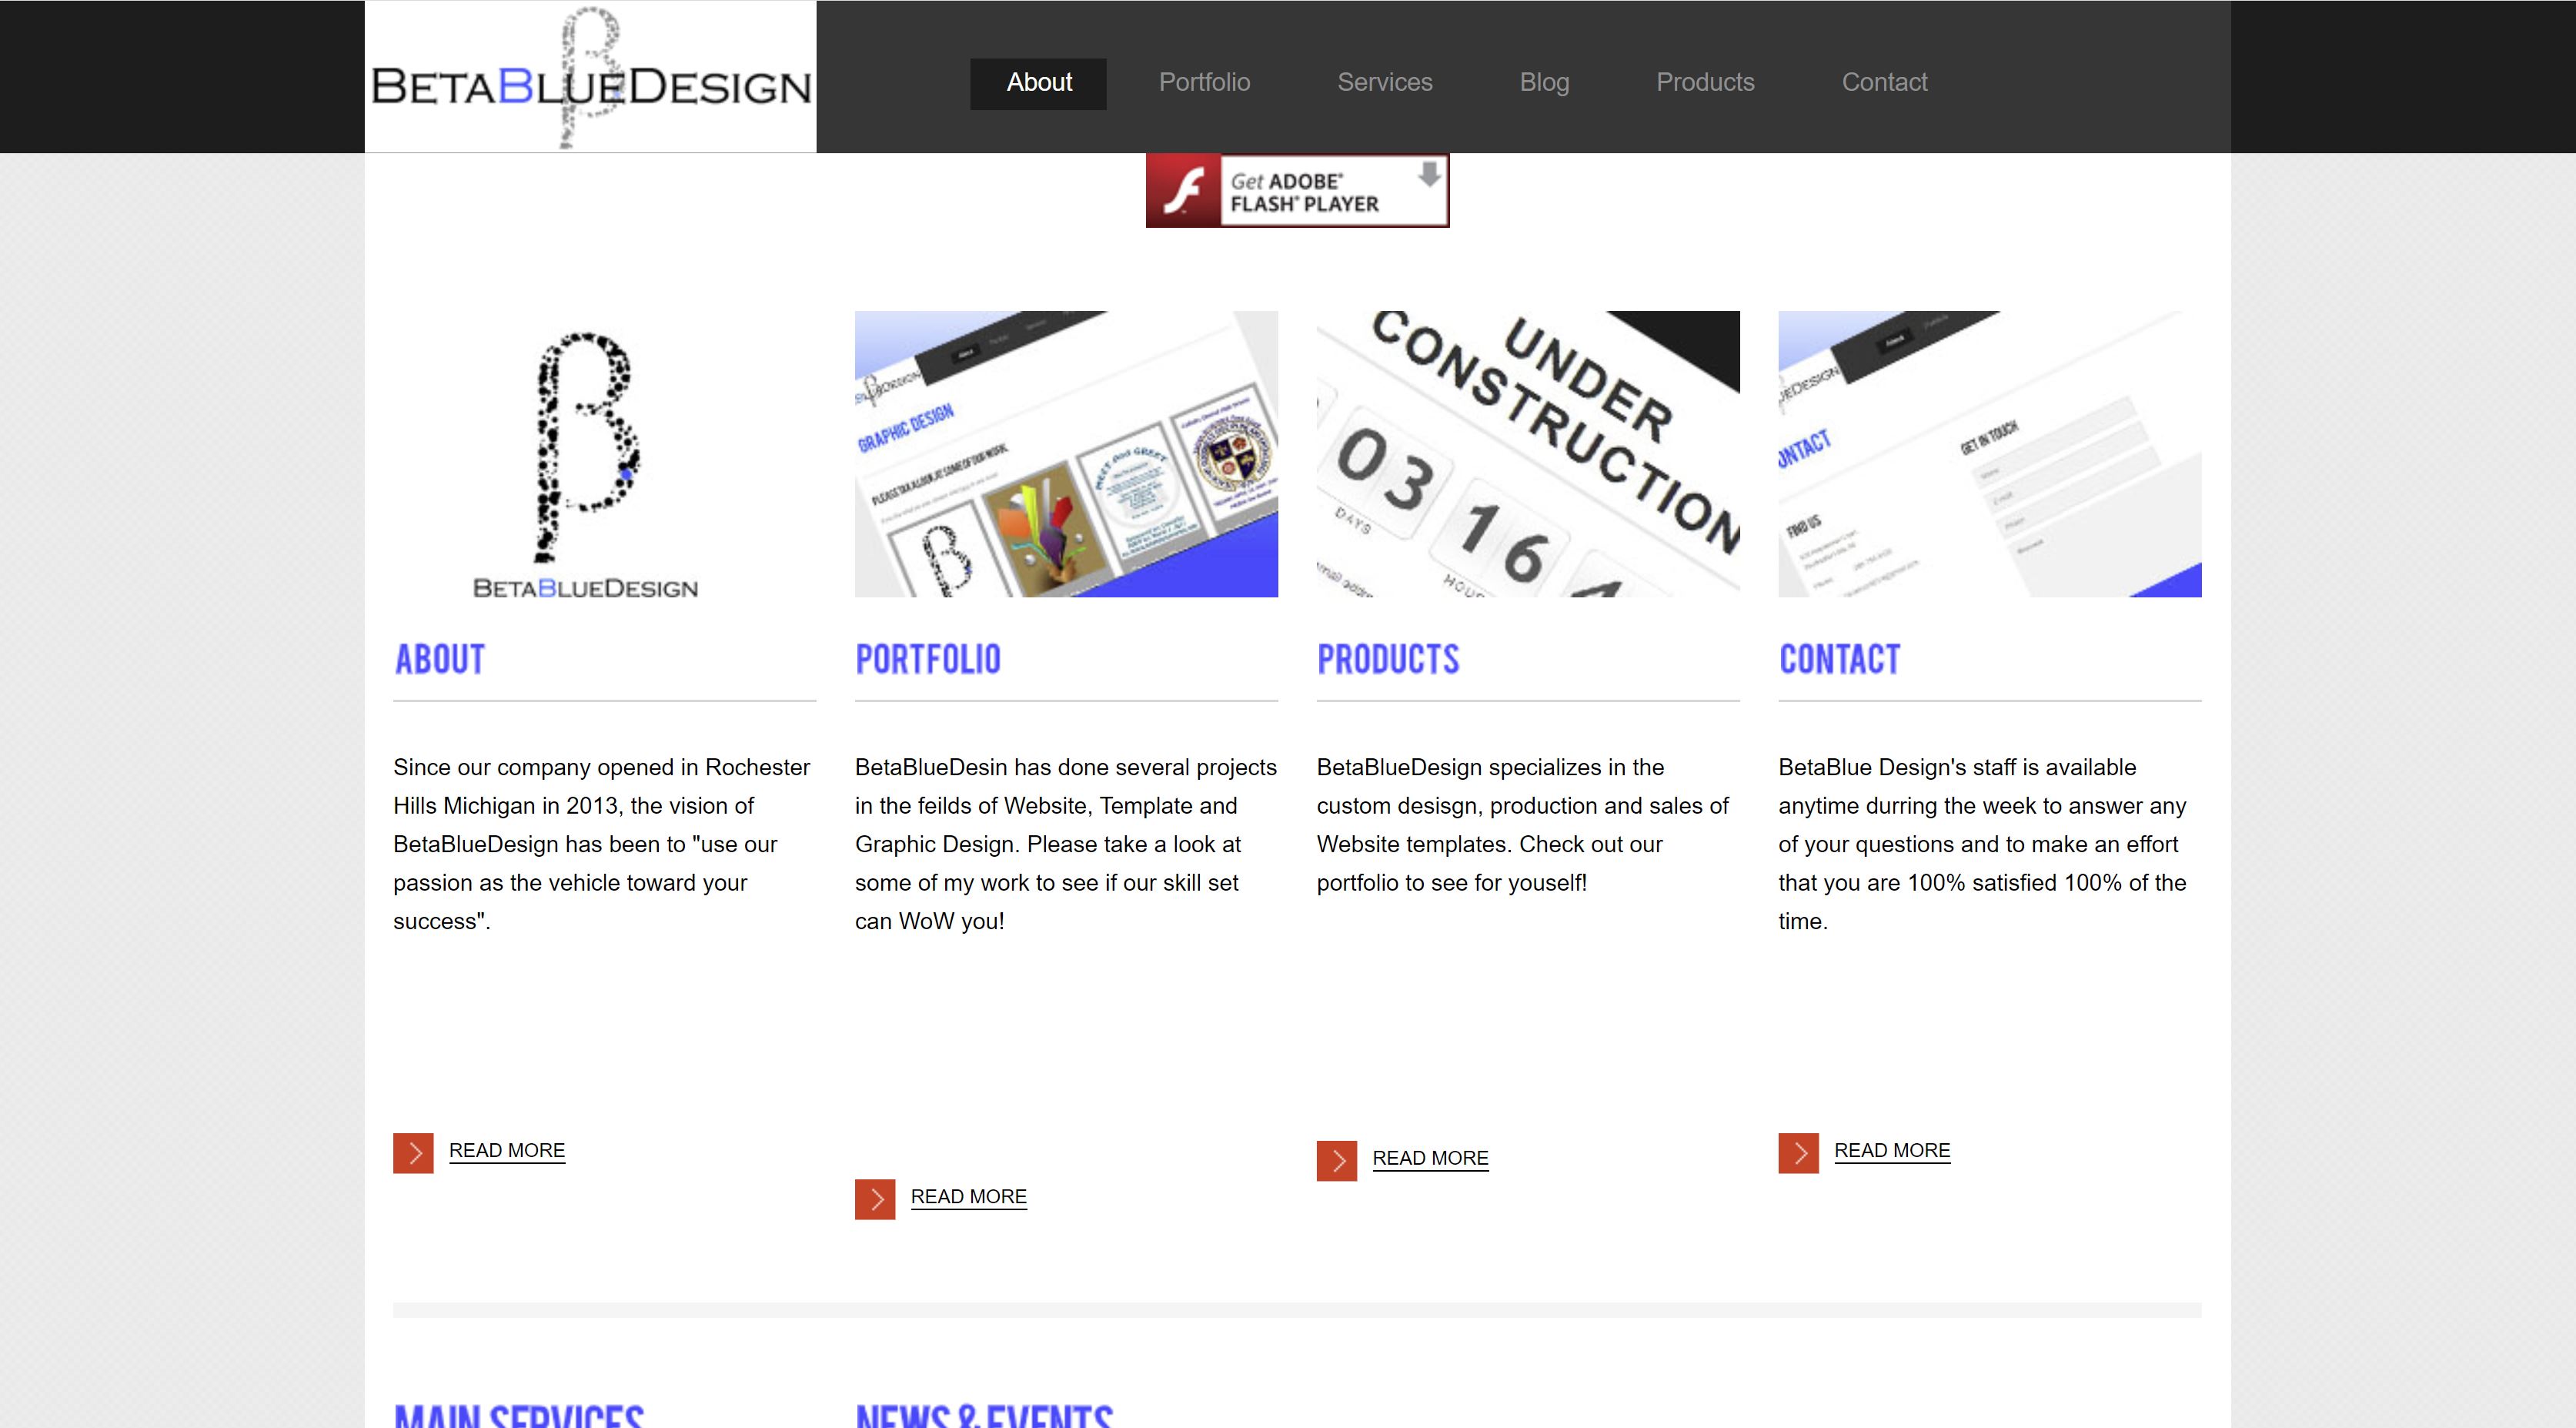 BETABLUEDESIGN
About Portfolio Services Blog Products Contact
Get ADOBE®
FLASH® PLAYER
BETABLUEDESIGN
GRAPHIC DESIGN
MEET and GREET
UNDER
CONSTRUCTION
03
DAYS
16
GET IN TOUCH
FIND US
ABOUT
Since our company opened in Rochester
Hills Michigan in 2013, the vision of
BetaBlueDesign has been to "use our
passion as the vehicle toward your
success".
READ MORE
PORTFOLIO
BetaBlueDesin has done several projects
in the feilds of Website, Template and
Graphic Design. Please take a look at
some of my work to see if our skill set
can WoW you!
READ MORE
PRODUCTS
BetaBlueDesign specializes in the
custom desisgn, production and sales of
Website templates. Check out our
portfolio to see for youself!
READ MORE
CONTACT
BetaBlue Design's staff is available
anytime durring the week to answer any
of your questions and to make an effort
that you are 100% satisfied 100% of the
time.
READ MORE
MAIN SERVICES
NEWS & EVENTS